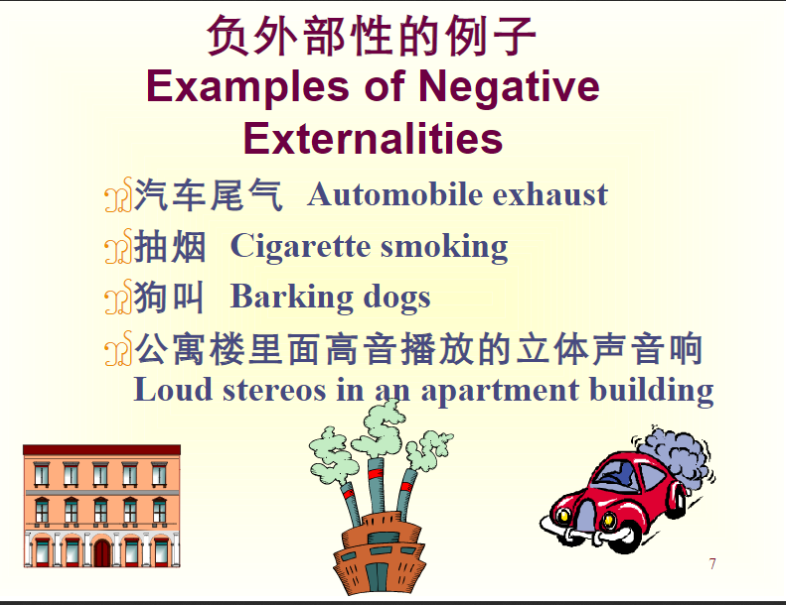 负外部性的例子
Examples of Negative
Externalities
汽车尾气 Automobile exhaust
抽烟 Cigarette smoking
狗叫 Barking dogs
公寓楼里面高音播放的立体声音响
Loud stereos in an apartment building
7